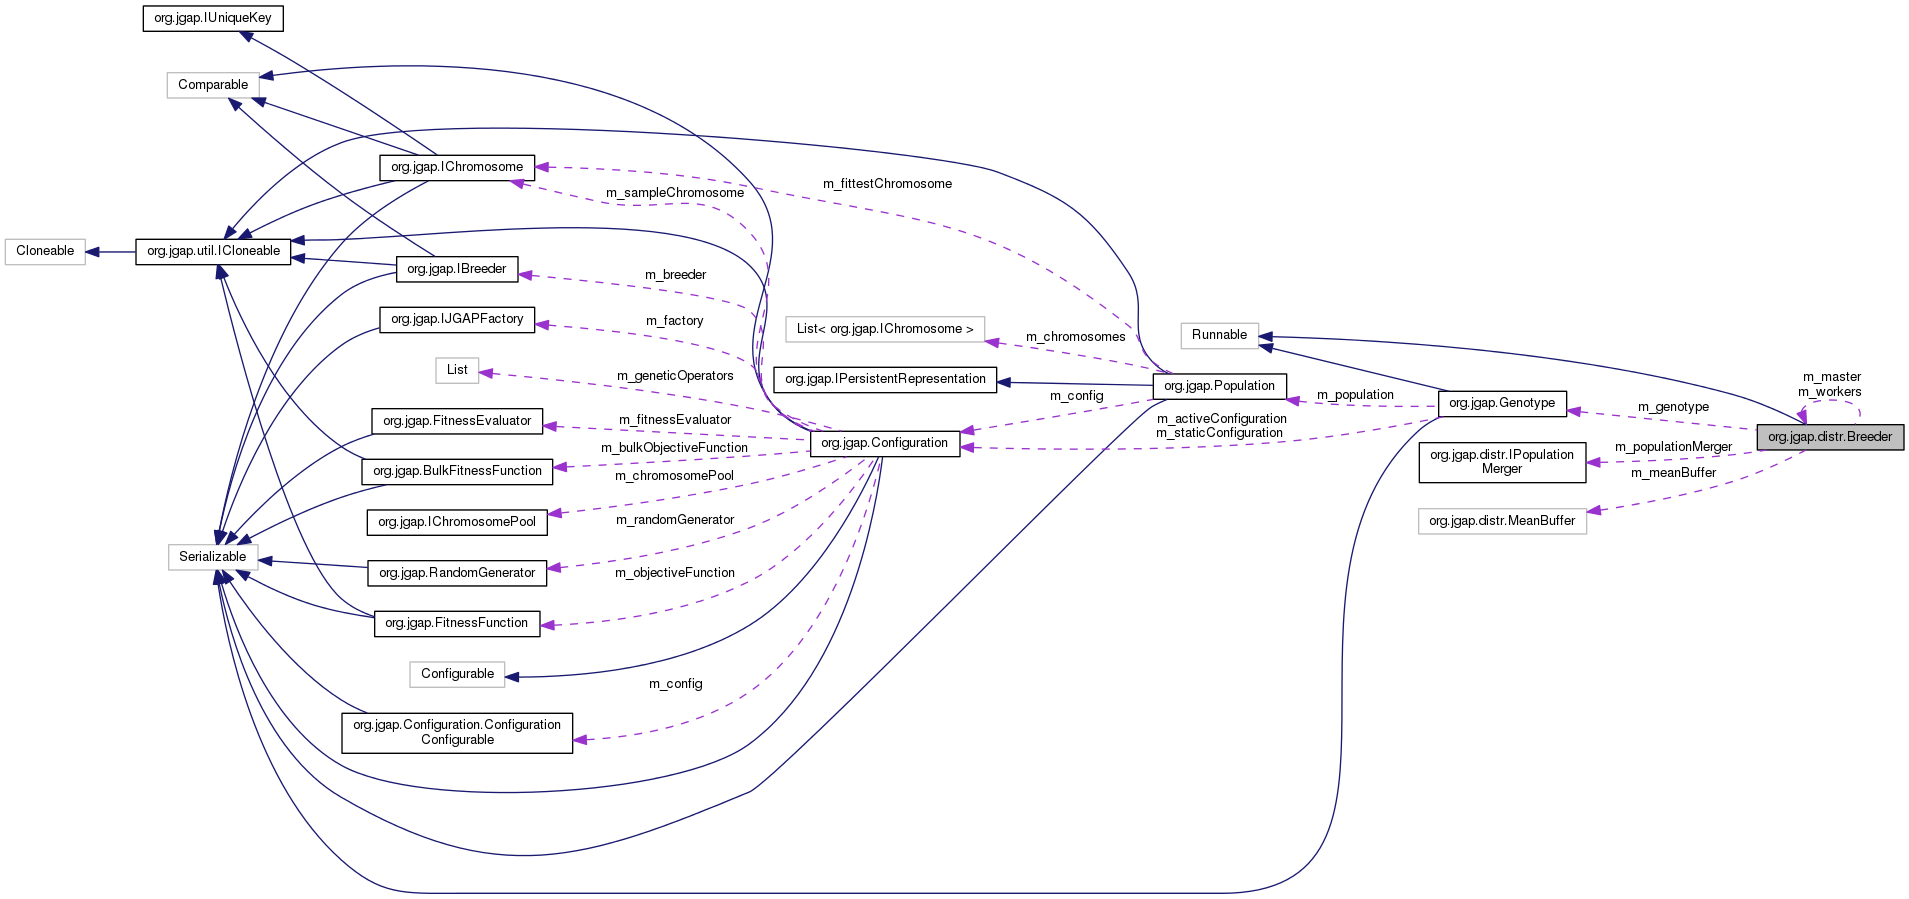 org.jgap.IUniqueKey
Comparable
org.jgap.IChromosome
m_fittestChromosome
m_sampleChromosome
Cloneable
org.jgap.util.ICloneable
org.jgap.IBreeder
m_breeder
org.jgap.IJGAPFactory
m_factory
List< org.jgap.IChromosome >
m_chromosomes
Runnable
List
m_geneticOperators
org.jgap.IPersistentRepresentation
org.jgap.Population
m_config
m_population
org.jgap.Genotype
m_master
m_workers
m_genotype
org.jgap.FitnessEvaluator
m_fitnessEvaluator
m_activeConfiguration
m_staticConfiguration
org.jgap.Configuration
org.jgap.distr.Breeder
m_bulkObjectiveFunction
m_populationMerger
org.jgap.distr.IPopulation
Merger
org.jgap.BulkFitnessFunction
m_chromosomePool
m_meanBuffer
org.jgap.IChromosomePool
m_randomGenerator
org.jgap.distr.MeanBuffer
Serializable
org.jgap.RandomGenerator
m_objectiveFunction
org.jgap.FitnessFunction
Configurable
m_config
org.jgap.Configuration.Configuration
Configurable